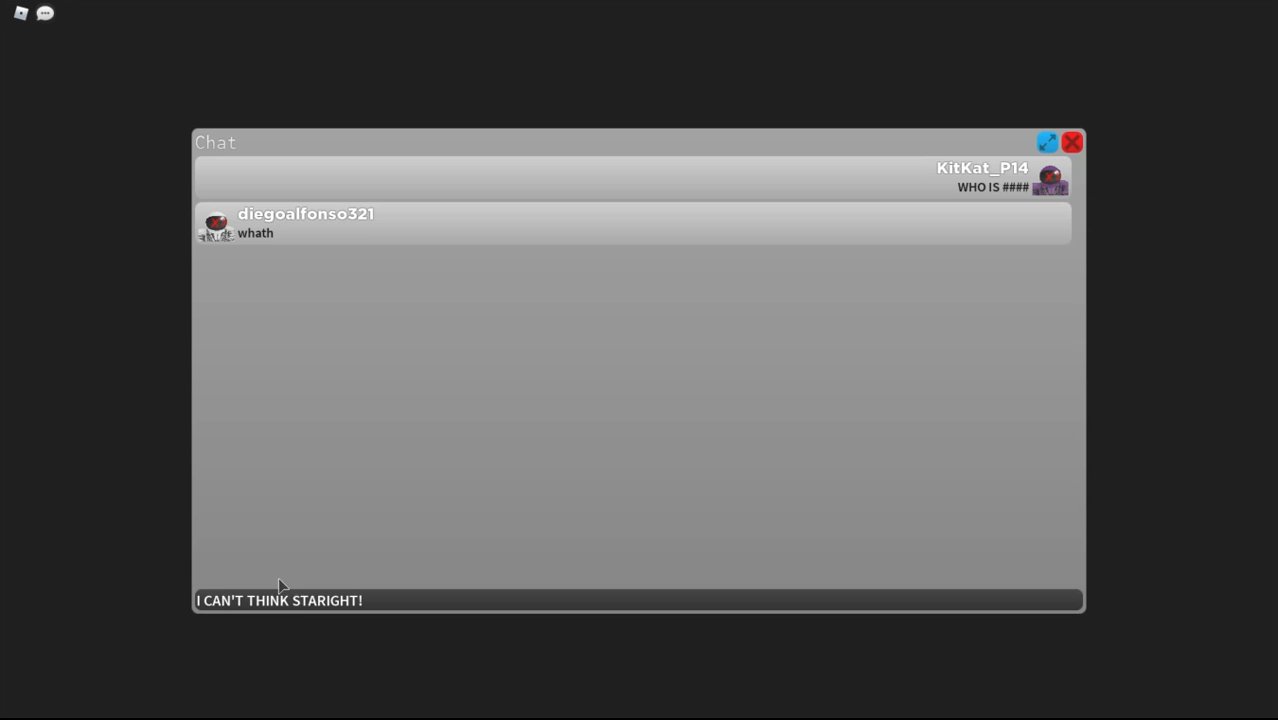 Chat
KitKat_P14
WHO IS ####
diegoalfonso321
whath
I CAN'T THINK STARIGHT!